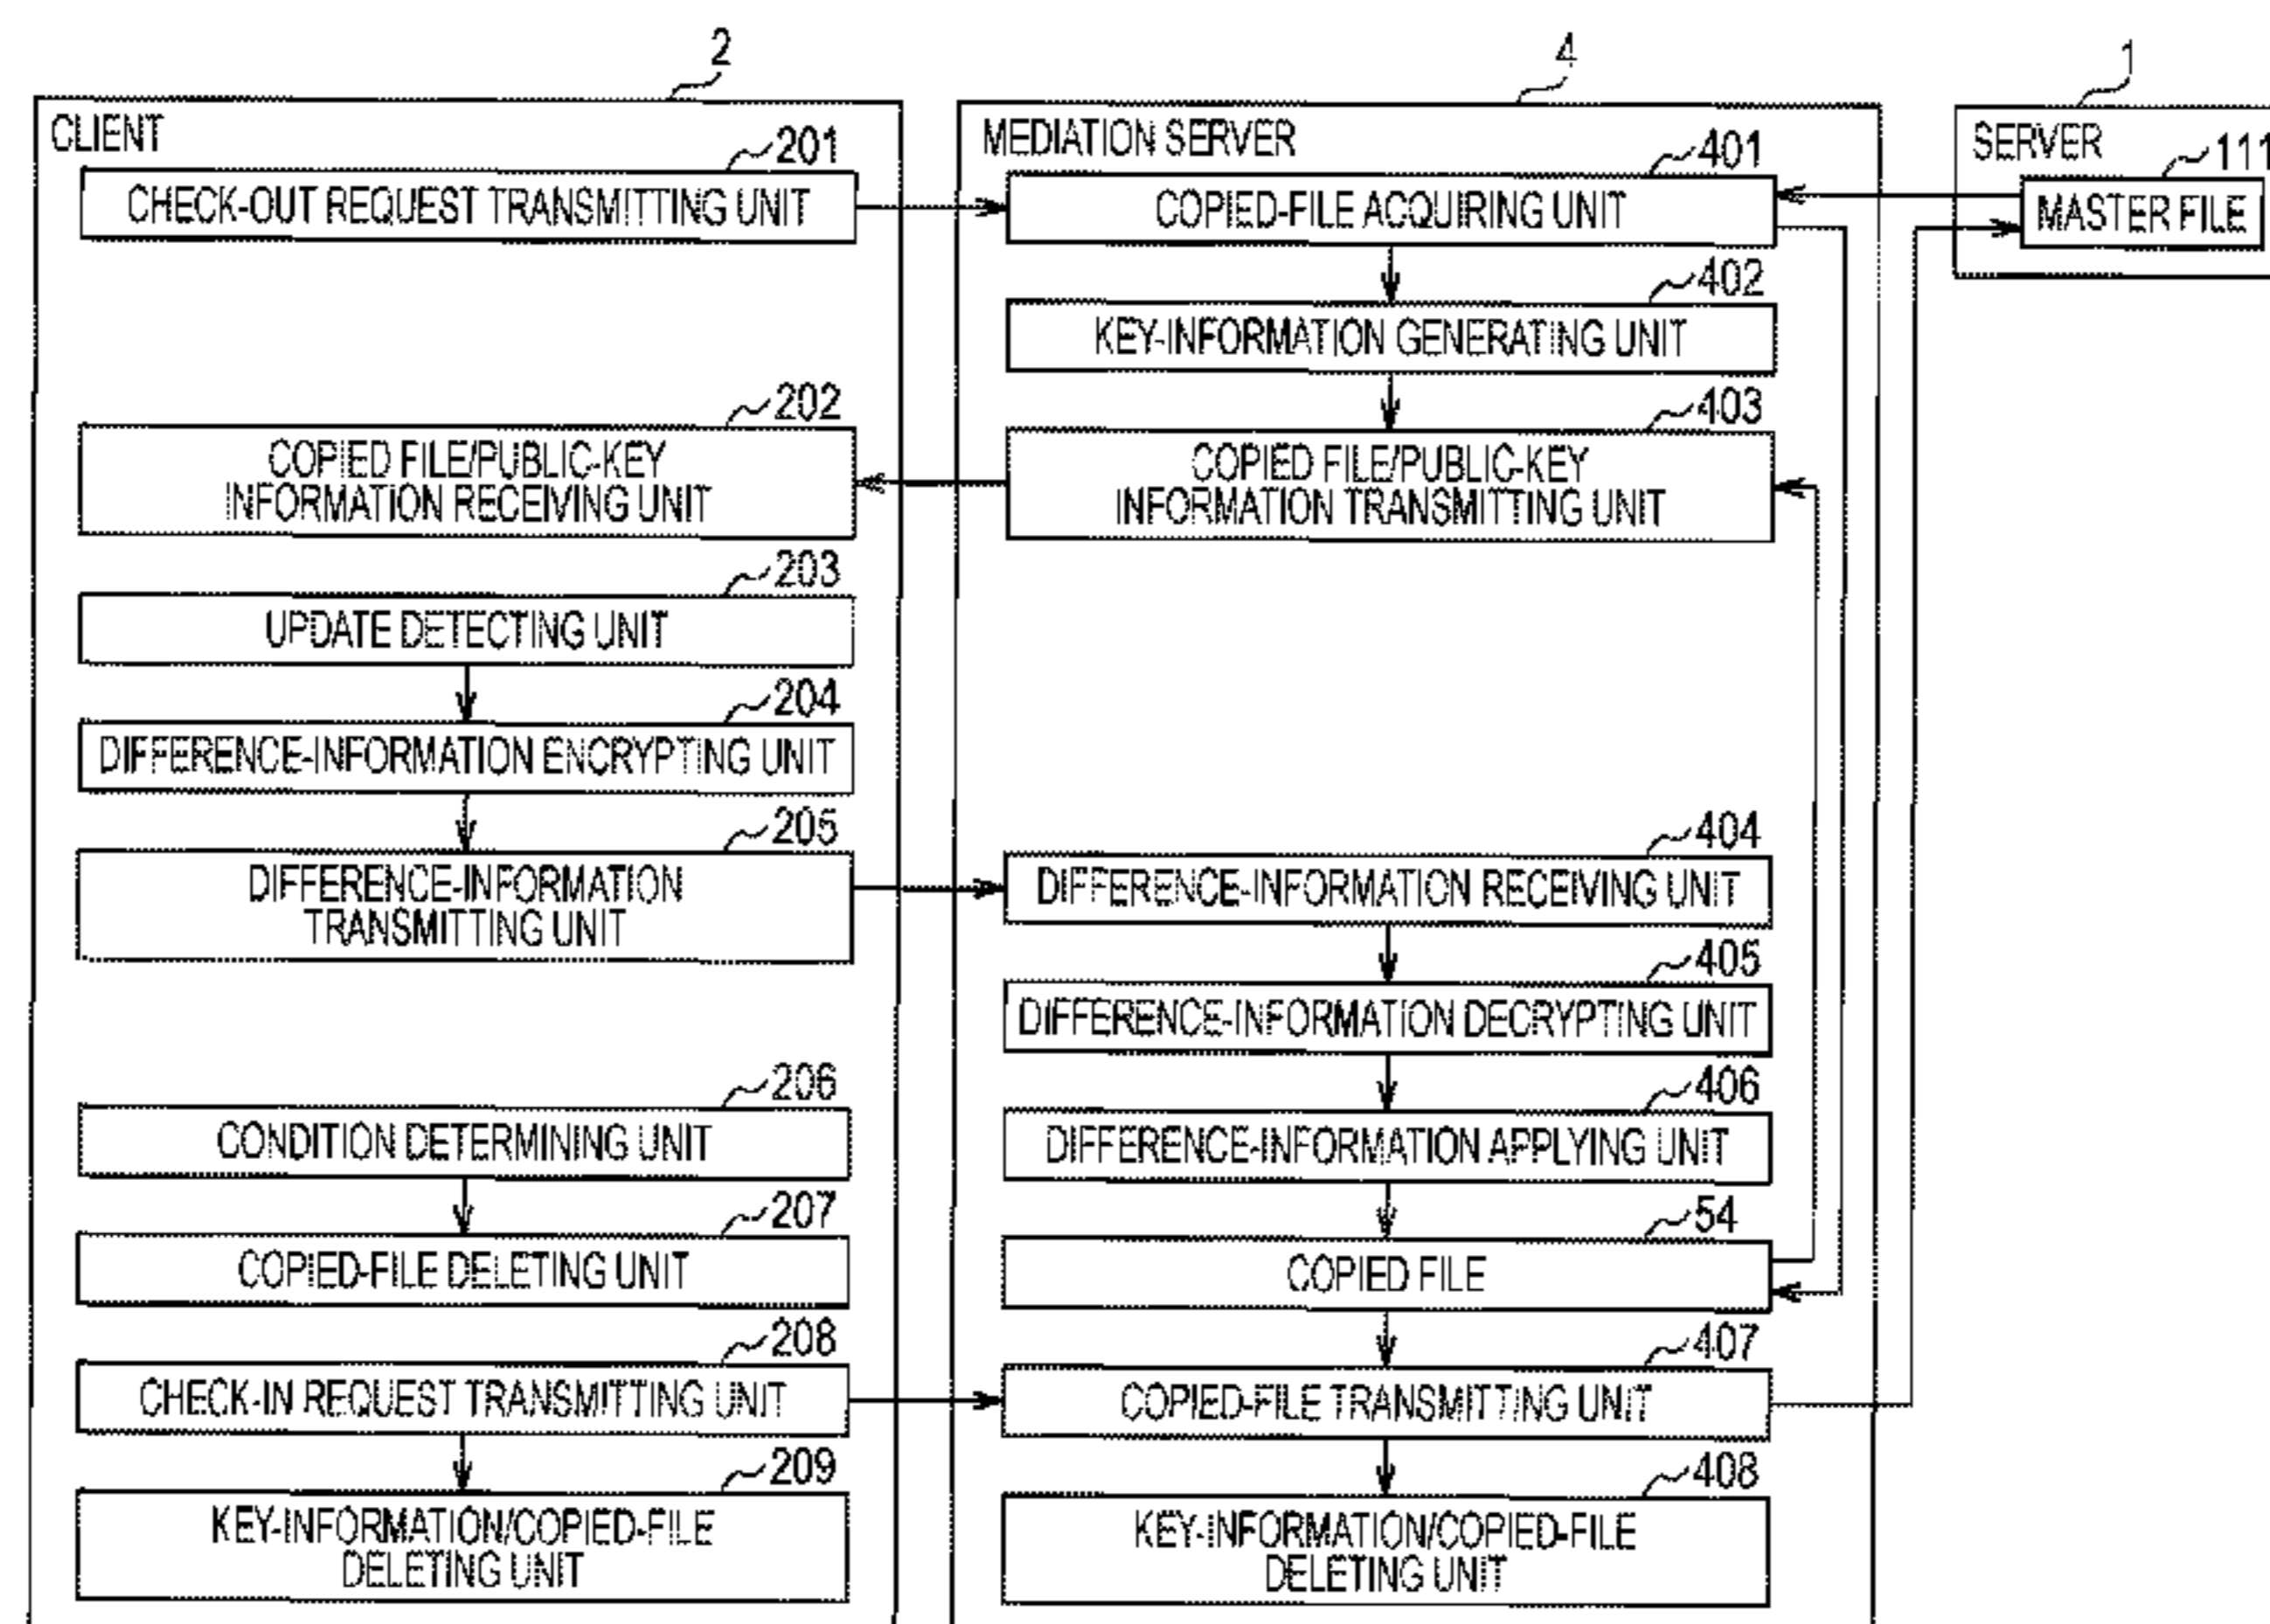 2
CLIENT
201
CHECK-OUT REQUEST TRANSMITTING UNIT
202
COPIED FILE/PUBLIC-KEY
INFORMATION RECEIVING UNIT
203
UPDATE DETECTING UNIT
204
DIFFERENCE-INFORMATION ENCRYPTING UNIT
205
DIFFERENCE-INFORMATION
TRANSMITTING UNIT
206
CONDITION DETERMINING UNIT
207
COPIED-FILE DELETING UNIT
208
CHECK-IN REQUEST TRANSMITTING UNIT
209
KEY-INFORMATION/COPIED-FILE
DELETING UNIT
4
MEDIATION SERVER
401
COPIED-FILE ACQUIRING UNIT
402
KEY-INFORMATION GENERATING UNIT
403
COPIED FILE/PUBLIC-KEY
INFORMATION TRANSMITTING UNIT
404
DIFFERENCE-INFORMATION RECEIVING UNIT
405
DIFFERENCE-INFORMATION DECRYPTING UNIT
406
DIFFERENCE-INFORMATION APPLYING UNIT
54
COPIED FILE
407
COPIED-FILE TRANSMITTING UNIT
408
KEY-INFORMATION/COPIED-FILE
DELETING UNIT
1
SERVER
111
MASTER FILE